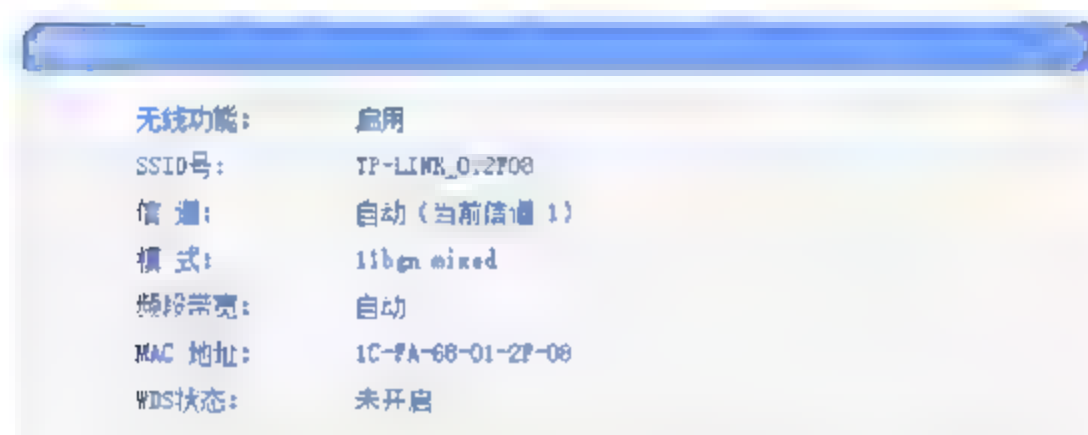 无线功能: 启用
SSID号: TP-LINK_012F08
信 道: 自动（当前信道 1）
模 式: 11bgn mixed
频段带宽: 自动
MAC 地址: 1C-FA-68-01-2F-08
WDS状态: 未开启